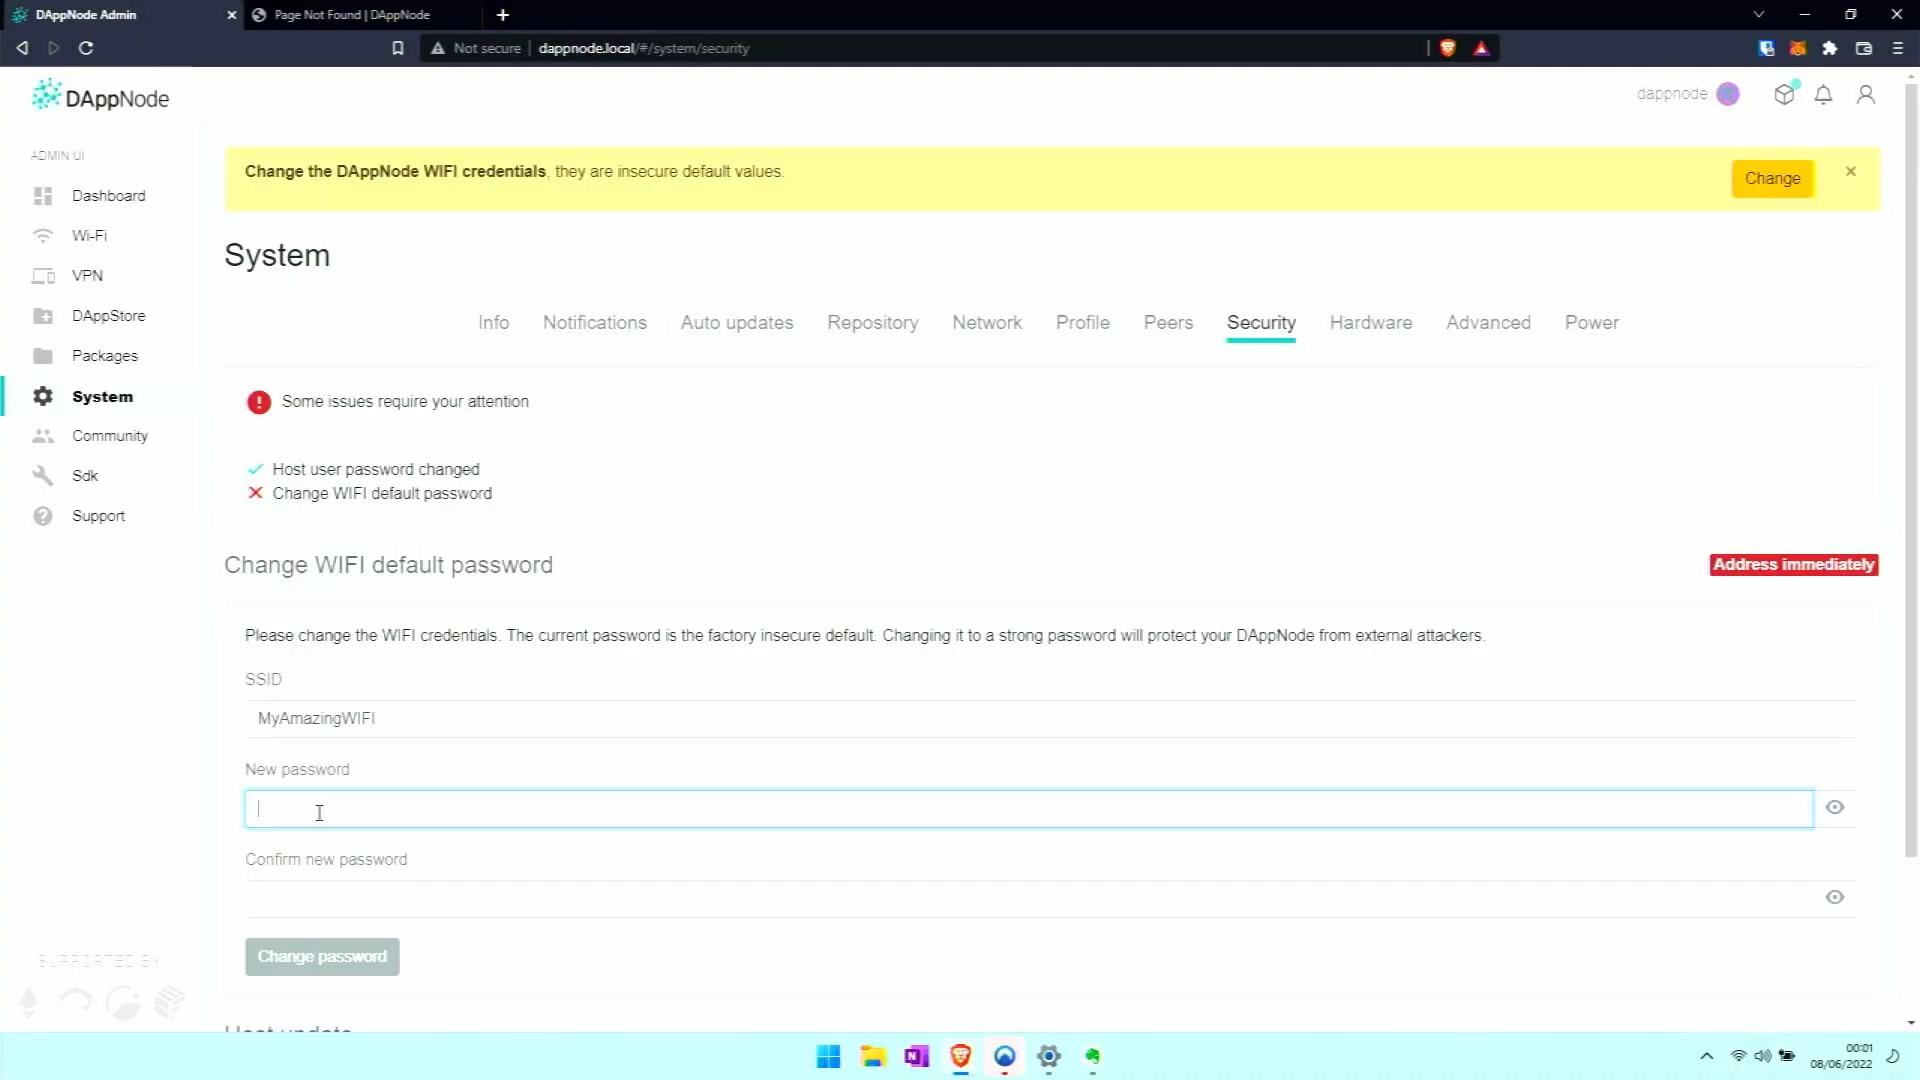 DAppNode Admin
Page Not Found | DAppNode
Not secure
dappnode.local/#/system/security
DAppNode
dappnode
ADMIN UI
Dashboard
Wi-Fi
VPN
DAppStore
Packages
System
Community
Sdk
Support
SUPPORTED BY
Change the DAppNode WIFI credentials, they are insecure default values.
Change
System
Info
Notifications
Auto updates
Repository
Network
Profile
Peers
Security
Hardware
Advanced
Power
Some issues require your attention
Host user password changed
Change WIFI default password
Change WIFI default password
Address immediately
Please change the WIFI credentials. The current password is the factory insecure default. Changing it to a strong password will protect your DAppNode from external attackers.
SSID
MyAmazingWIFI
New password
Confirm new password
Change password
Host update
00:01
08/06/2022